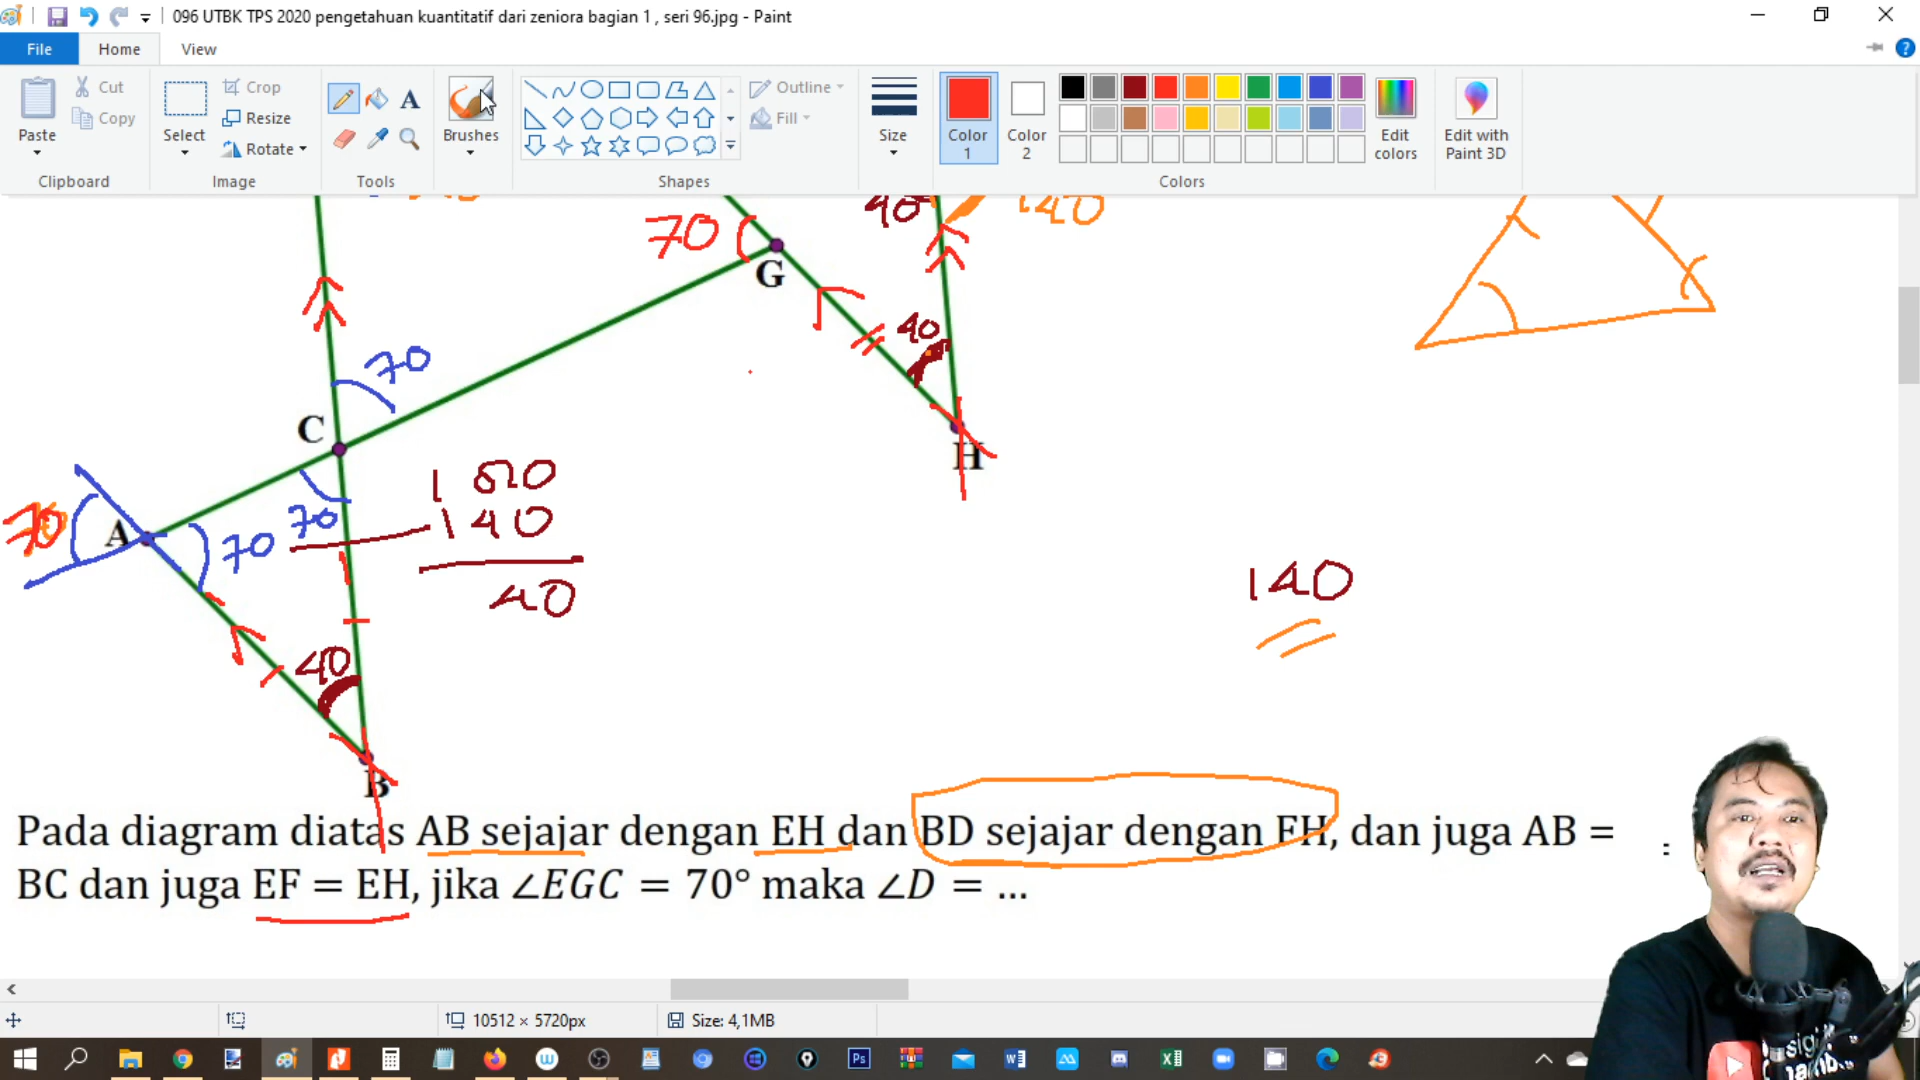 096 UTBK TPS 2020 pengetahuan kuantitatif dari zeniora bagian 1 , seri 96.jpg - Paint
File
Home
View
Paste
Cut
Copy
Clipboard
Select
Crop
Resize
Rotate
Image
A
Tools
Brushes
Shapes
Outline
Fill
Size
Color 1
Color 2
Colors
Edit colors
Edit with Paint 3D
70
G
40
140
40
70
C
H
180
140
40
70
A
70
70
140
40
B
Pada diagram diatas AB sejajar dengan EH dan BD sejajar dengan FH, dan juga AB =
BC dan juga EF = EH, jika ∠EGC = 70° maka ∠D = ...
10512 × 5720px
Size: 4,1MB